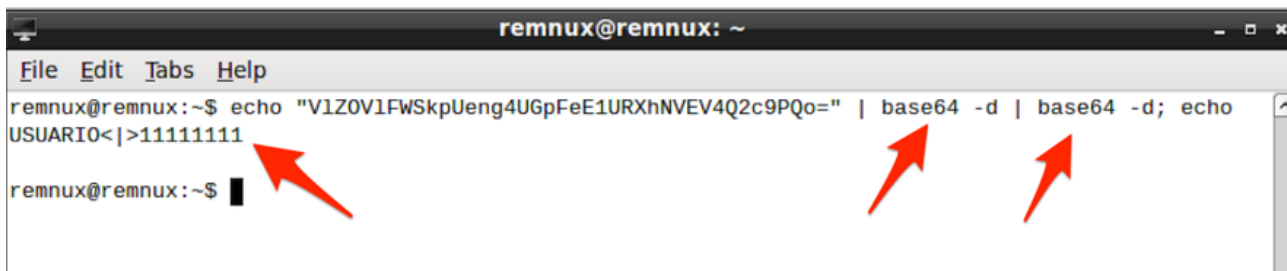 remnux@remnux: ~
File Edit Tabs Help
remnux@remnux:~$ echo "VlZOVlFWSkpUeng4UGpFeE1URXhNVEV4Q2c9PQo=" | base64 -d | base64 -d; echo
USUARIO<|>11111111
remnux@remnux:~$